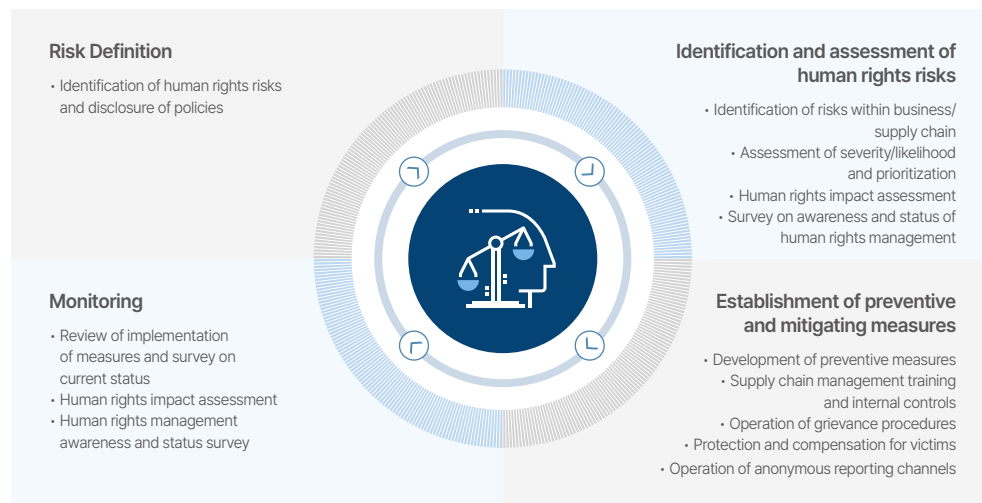 Risk Definition
• Identification of human rights risks
and disclosure of policies
Identification and assessment of
human rights risks
• Identification of risks within business/
supply chain
• Assessment of severity/likelihood
and prioritization
• Human rights impact assessment
• Survey on awareness and status of
human rights management
Monitoring
• Review of implementation
of measures and survey on
current status
• Human rights impact assessment
• Human rights management
awareness and status survey
Establishment of preventive
and mitigating measures
• Development of preventive measures
• Supply chain management training
and internal controls
• Operation of grievance procedures
• Protection and compensation for victims
• Operation of anonymous reporting channels